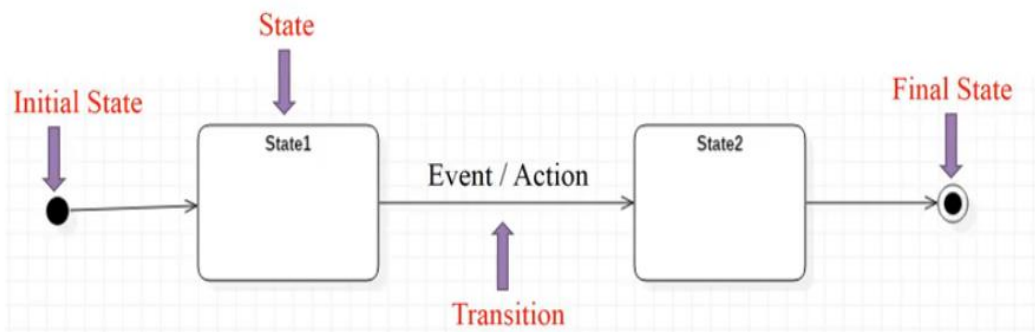 State
Initial State
Final State
State1
State2
Event / Action
Transition